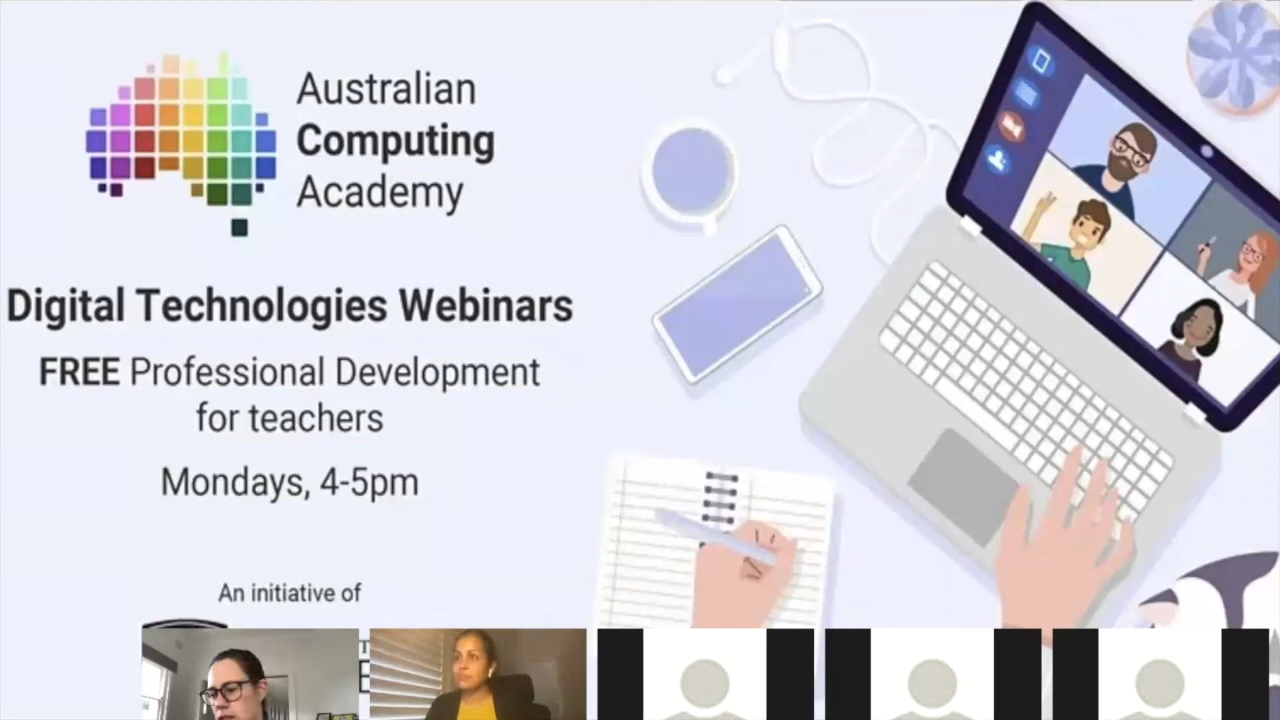 Australian
Computing
Academy
Digital Technologies Webinars
FREE Professional Development
for teachers
Mondays, 4-5pm
An initiative of